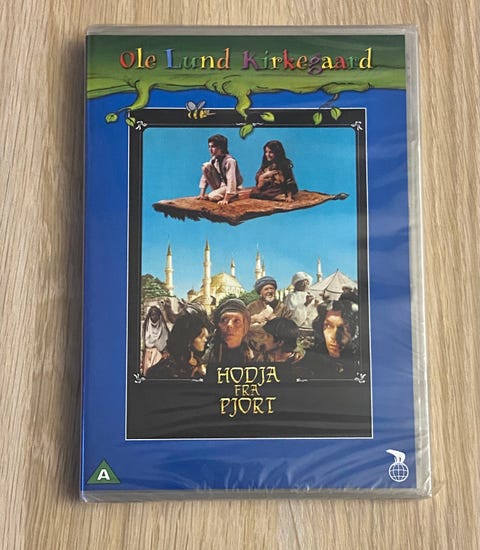 Ole Lund Kirkegaard
HODJA
FRA
PJORT
A